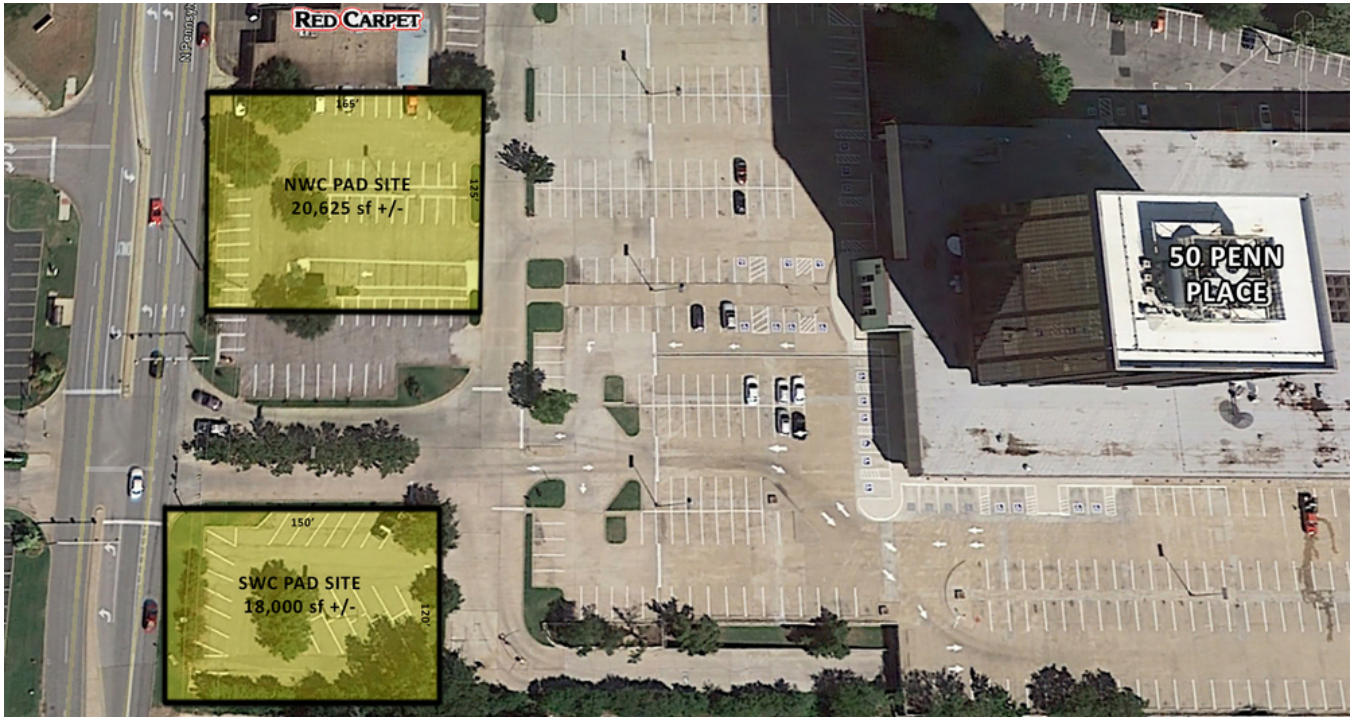 RED CARPET
N Pennsylv
165'
NWC PAD SITE
20,625 sf +/-
125'
50 PENN
PLACE
150'
SWC PAD SITE
18,000 sf +/-
120'